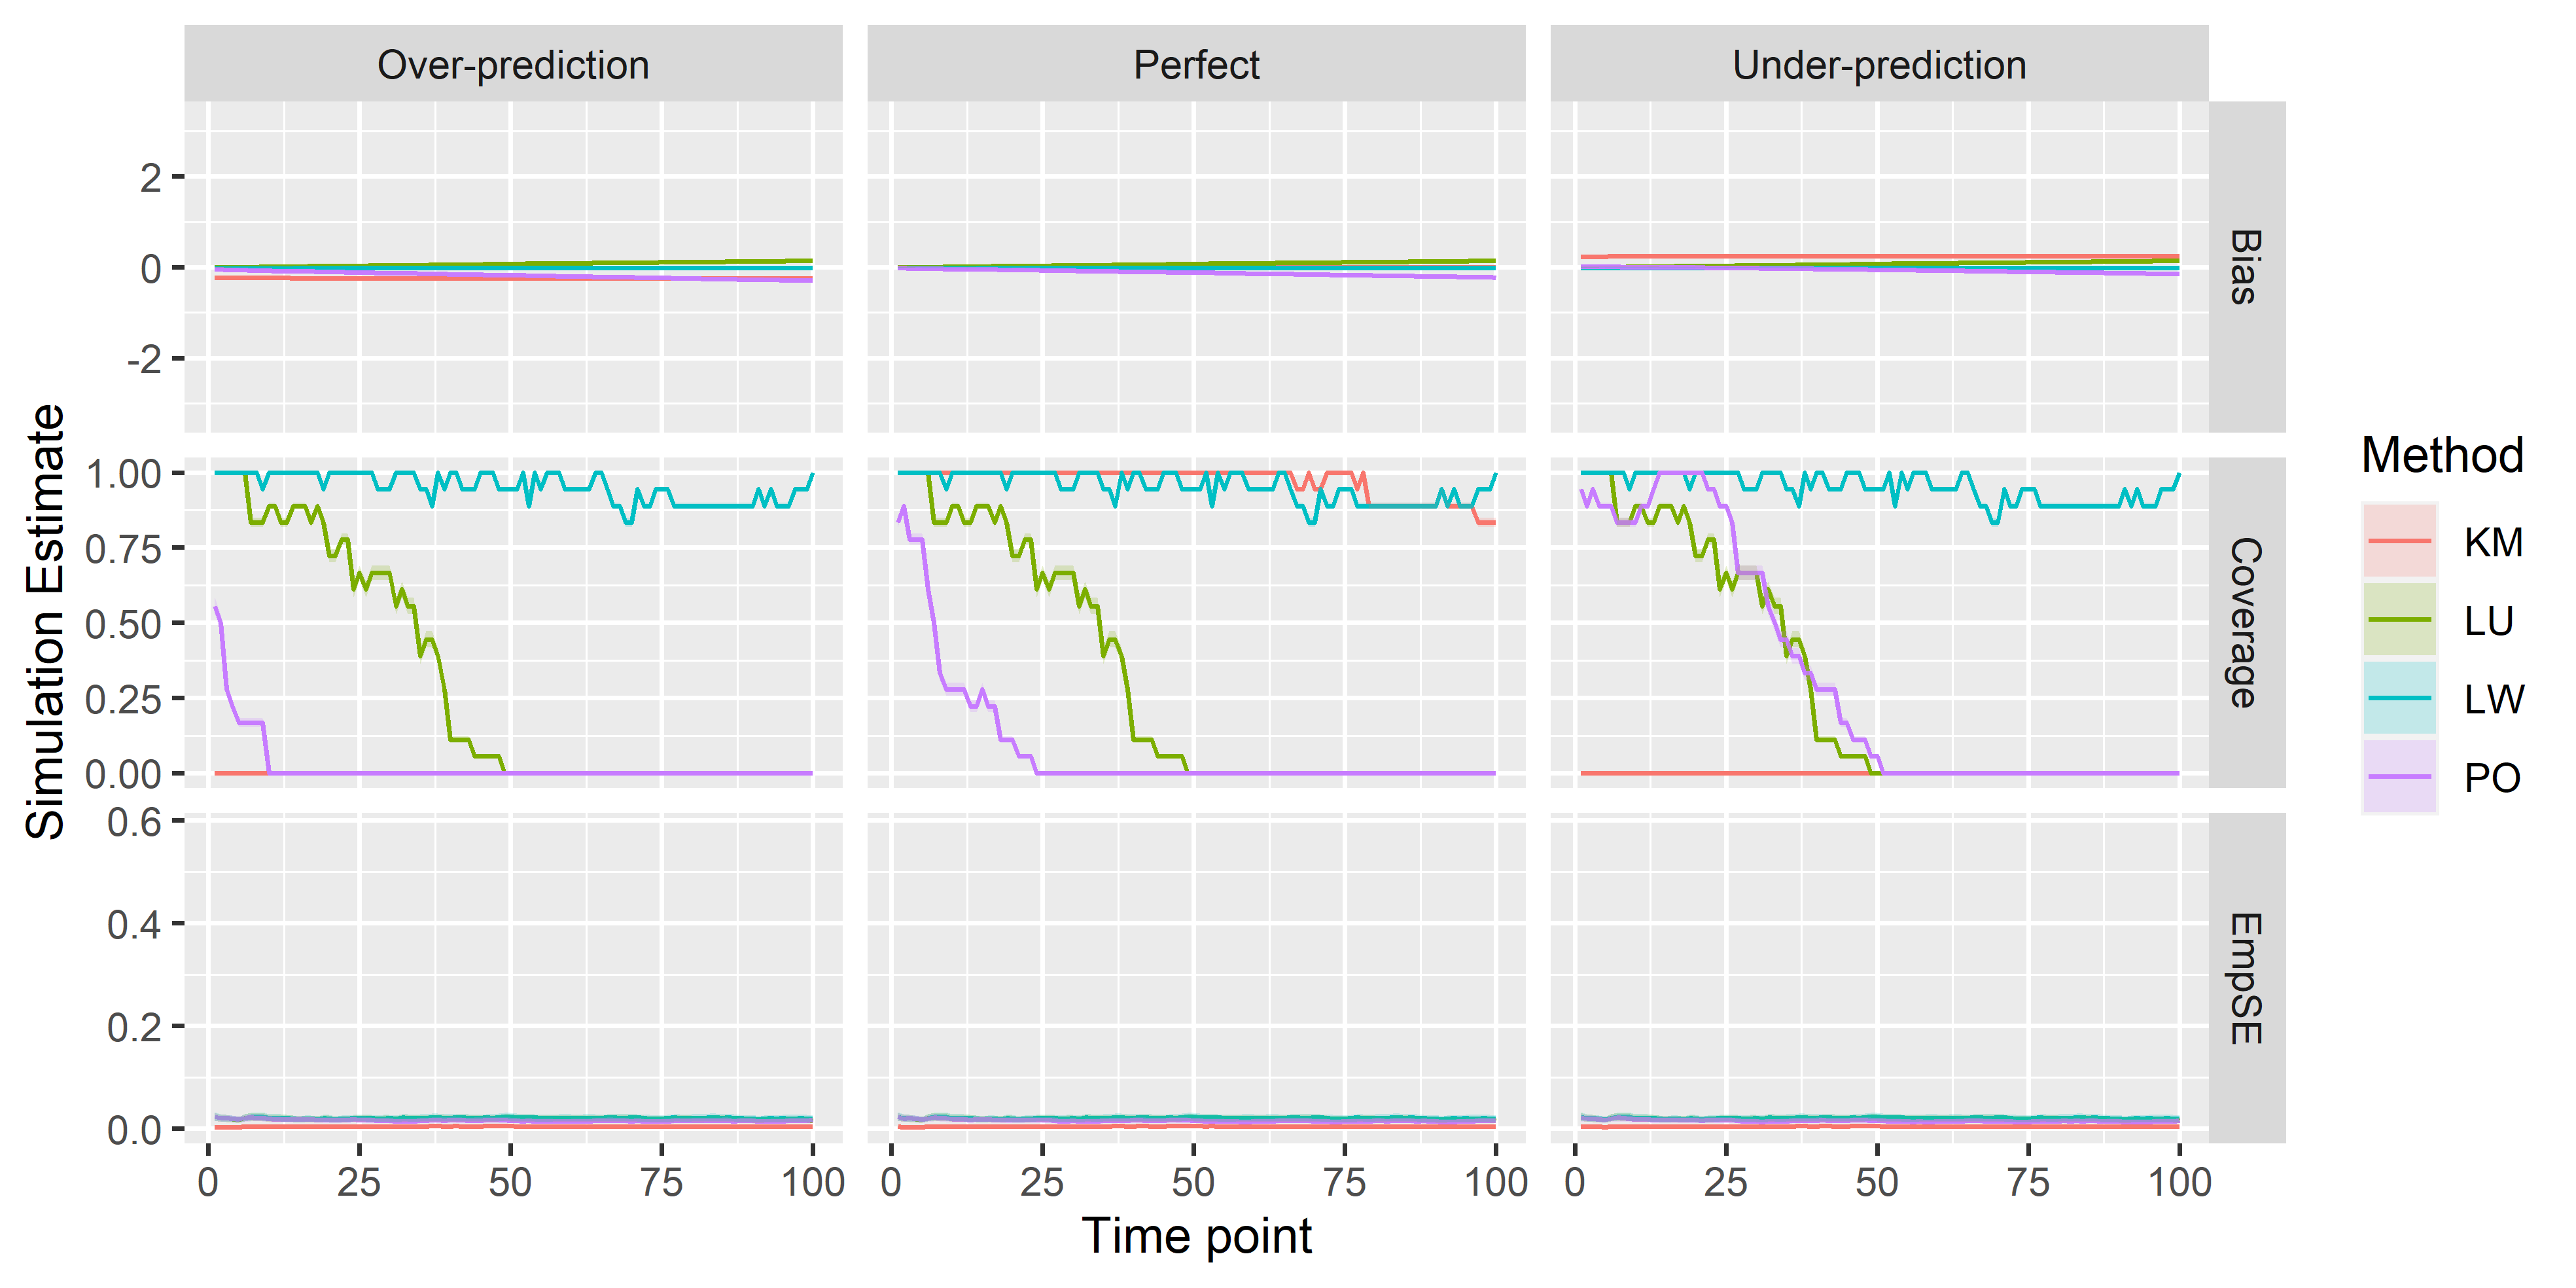 Over-prediction Perfect Under-prediction
2
0
-2
Bias
Simulation Estimate
1.00
0.75
0.50
0.25
0.00
Coverage
0.6
0.4
0.2
0.0
EmpSE
0 25 50 75 100 0 25 50 75 100 0 25 50 75 100
Time point
Method
KM
LU
LW
PO